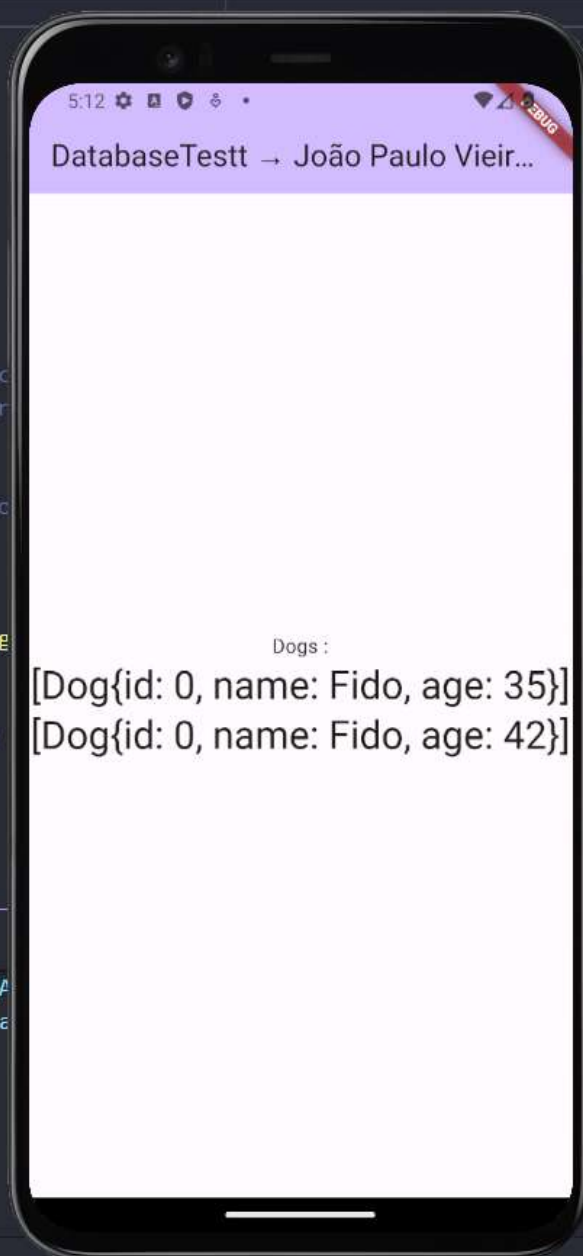 5:12
DEBUG
DatabaseTestt → João Paulo Vieir...
Dogs :
[Dog{id: 0, name: Fido, age: 35}]
[Dog{id: 0, name: Fido, age: 42}]